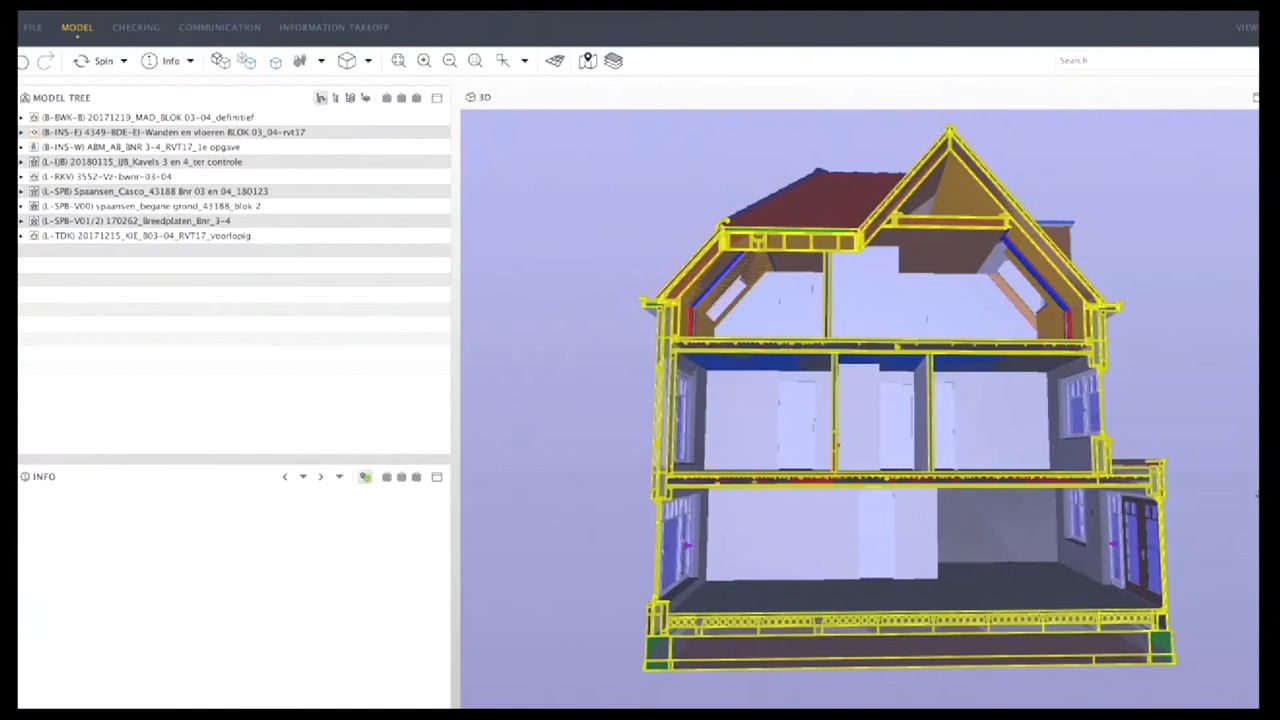 FILE MODEL CHECKING COMMUNICATION INFORMATION TAKEOFF VIEW
Spin Info Search
MODEL TREE
3D
(B-BWK-B) 20171219_MAD_BLOK 03-04_definitief
(B-INS-E) 4349-BDE-EI-Wanden en vloeren BLOK 03_04-rvt17
(B-INS-W) ABM_AB_BNR 3-4_RVT17_1e opgave
(L-IJB) 20180115_IJB_Kavels 3 en 4_ter controle
(L-RKV) 3552-Vz-bwnr-03-04
(L-SPB) Spaansen_Casco_43188 Bnr 03 en 04_180123
(L-SPB-V00) spaansen_begane grond_43188_blok 2
(L-SPB-V01/2) 170262_Breedplaten_Bnr_3-4
(L-TDK) 20171215_KIE_B03-04_RVT17_voorlopig
INFO